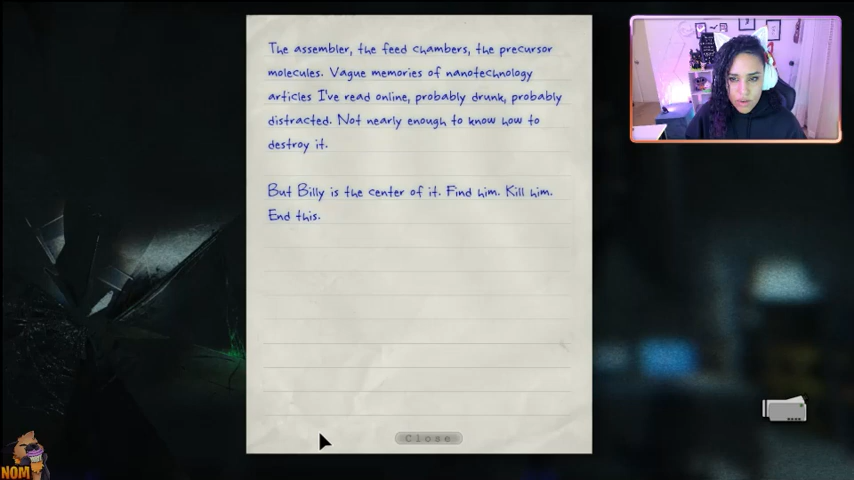 The assembler, the feed chambers, the precursor
molecules. Vague memories of nanotechnology
articles I've read online, probably drunk, probably
distracted. Not nearly enough to know how to
destroy it.
But Billy is the center of it. Find him. Kill him.
End this.
Close
NOM